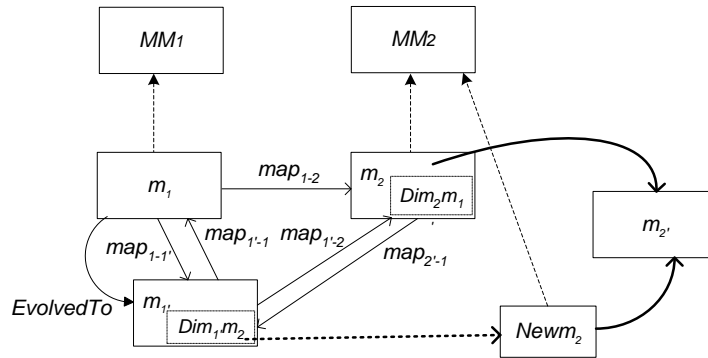 MM1
MM2
m1
map1-2
m2
Dim2m1
'
m2'
map1-1'
map1'-1
map1'-2
map2'-1
EvolvedTo
m1'
Dim1'm2
Newm2